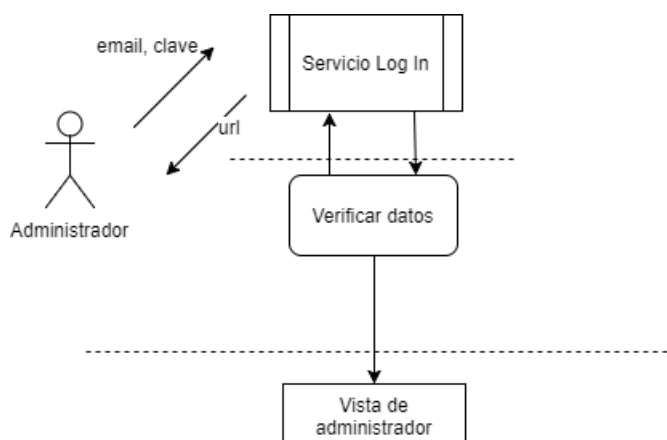 email, clave
Servicio Log In
url
Administrador
Verificar datos
Vista de
administrador